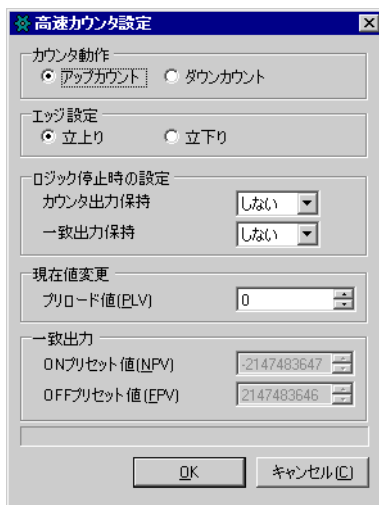 高速カウンタ設定
カウンタ動作
アップカウント ダウンカウント
エッジ設定
立上り 立下り
ロジック停止時の設定
カウンタ出力保持 しない
一致出力保持 しない
現在値変更
プリロード値(PLV) 0
一致出力
ONプリセット値(NPV) -2147483647
OFFプリセット値(FPV) 2147483646
OK キャンセル(C)